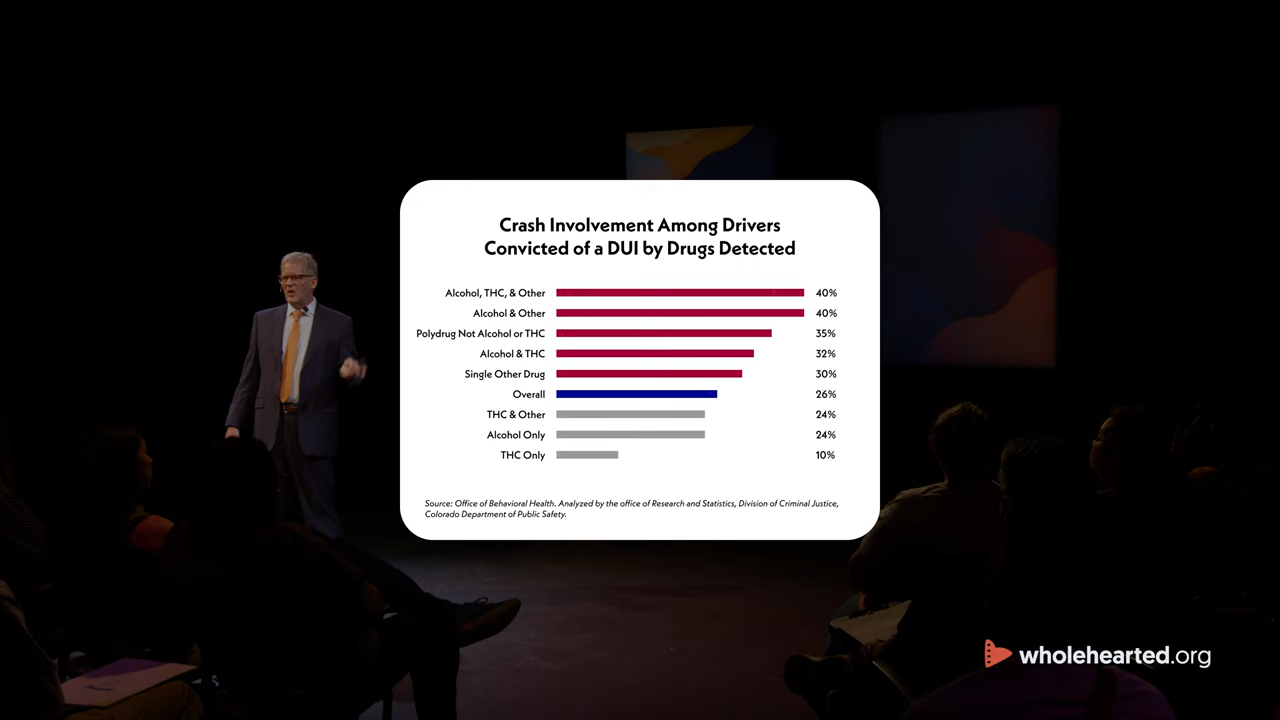 Crash Involvement Among Drivers
Convicted of a DUI by Drugs Detected
Alcohol, THC, & Other 40%
Alcohol & Other 40%
Polydrug Not Alcohol or THC 35%
Alcohol & THC 32%
Single Other Drug 30%
Overall 26%
THC & Other 24%
Alcohol Only 24%
THC Only 10%
Source: Office of Behavioral Health. Analyzed by the office of Research and Statistics, Division of Criminal Justice,
Colorado Department of Public Safety.
wholehearted.org